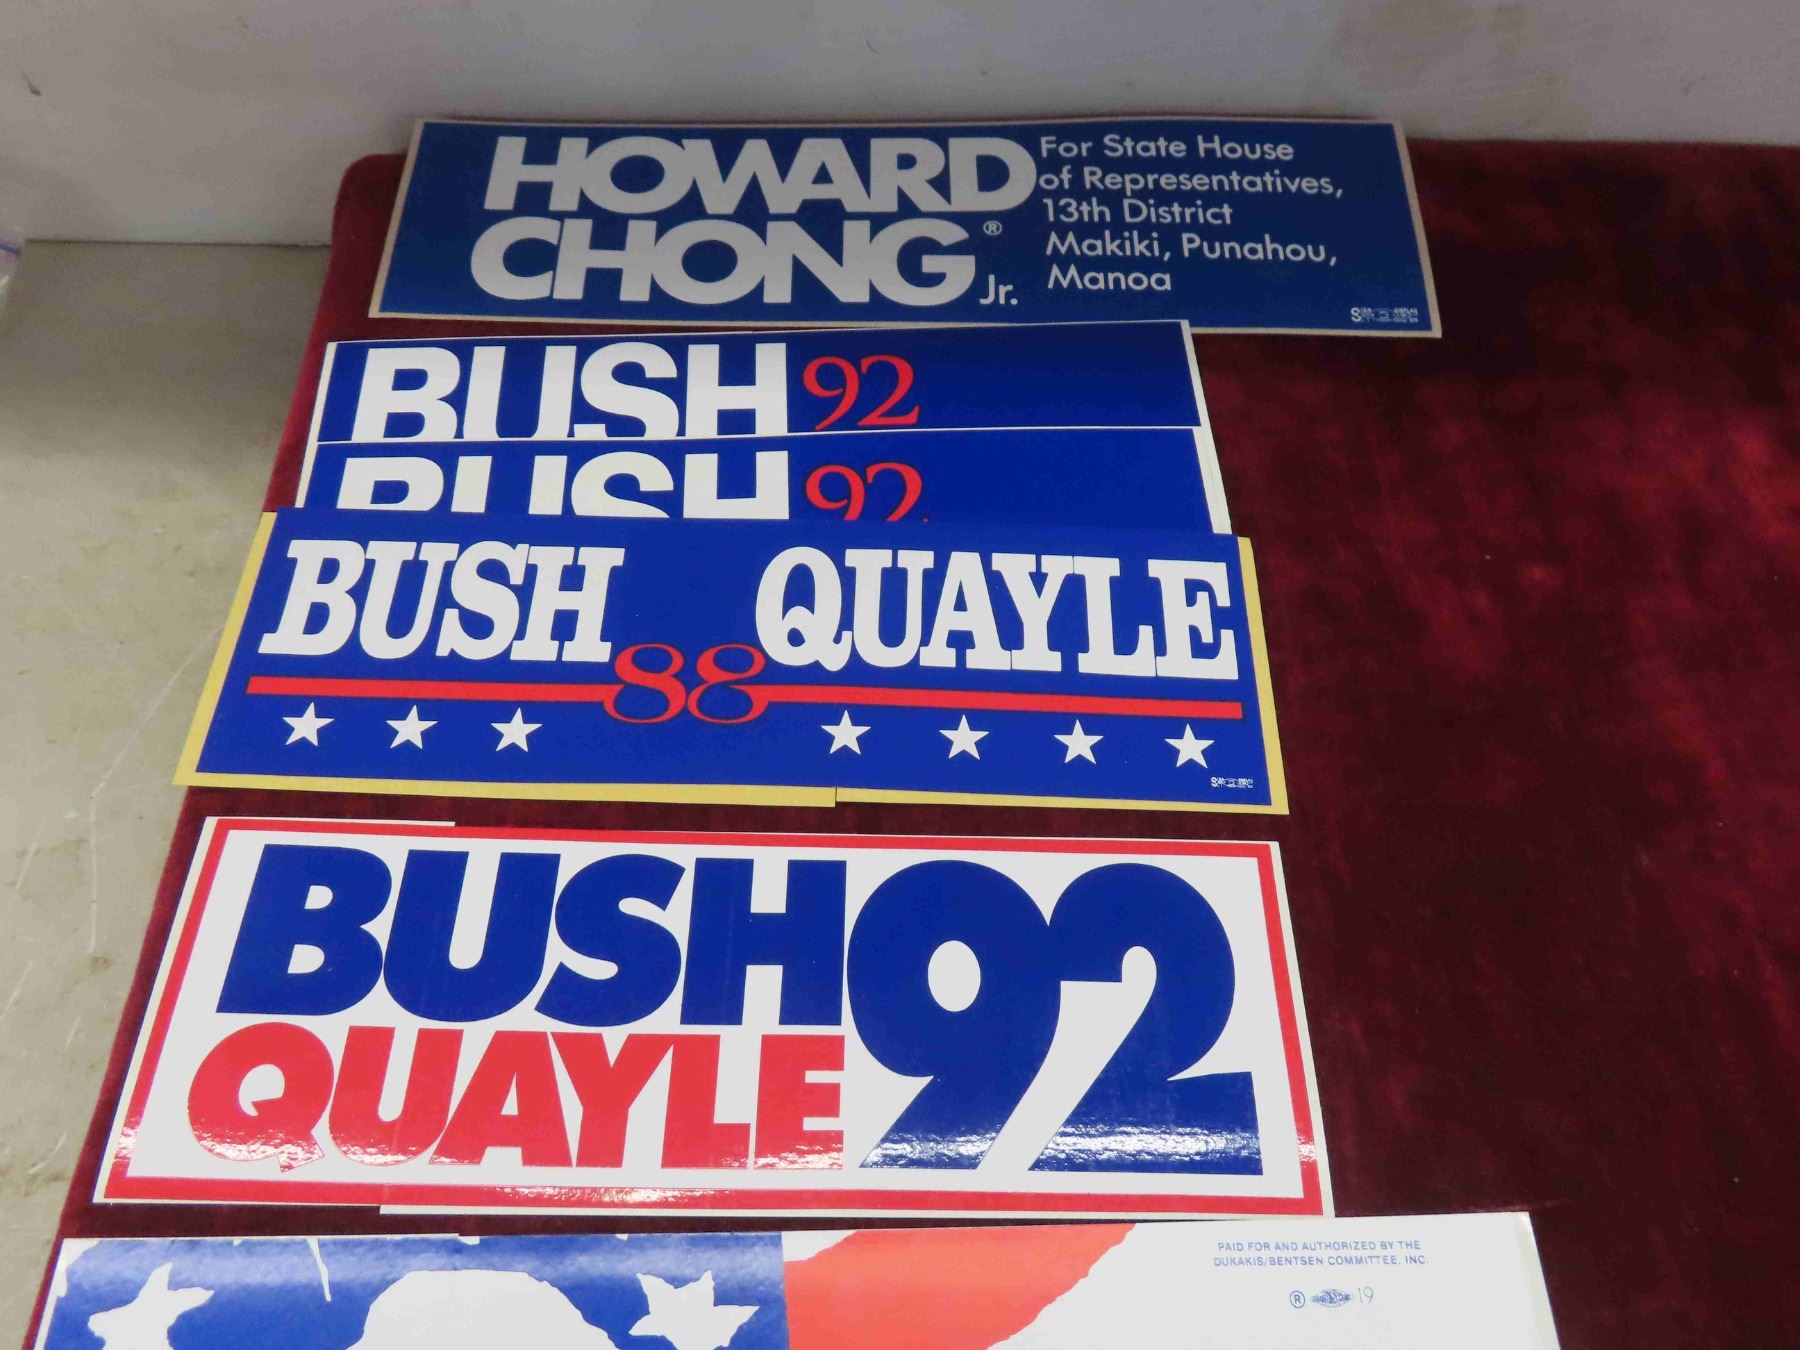 HOWARD
CHONG ® Jr.
For State House
of Representatives,
13th District
Makiki, Punahou,
Manoa
BUSH 92
BUSH 92
BUSH QUAYLE
88
BUSH 92
QUAYLE
PAID FOR AND AUTHORIZED BY THE
DUKAKIS/BENTSEN COMMITTEE, INC.
® 19